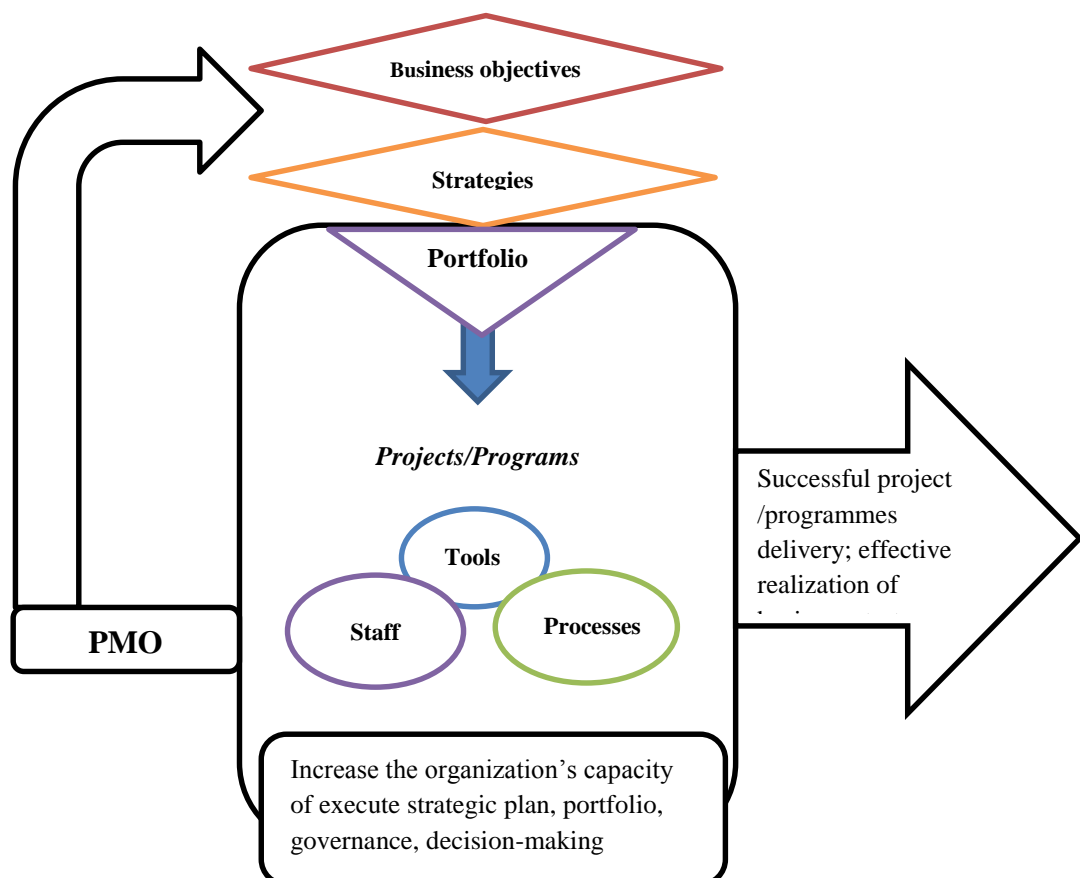 Business objectives
Strategies
Portfolio
Projects/Programs
Tools
Staff
Processes
PMO
Successful project
/programmes
delivery; effective
realization of
Increase the organization’s capacity
of execute strategic plan, portfolio,
governance, decision-making